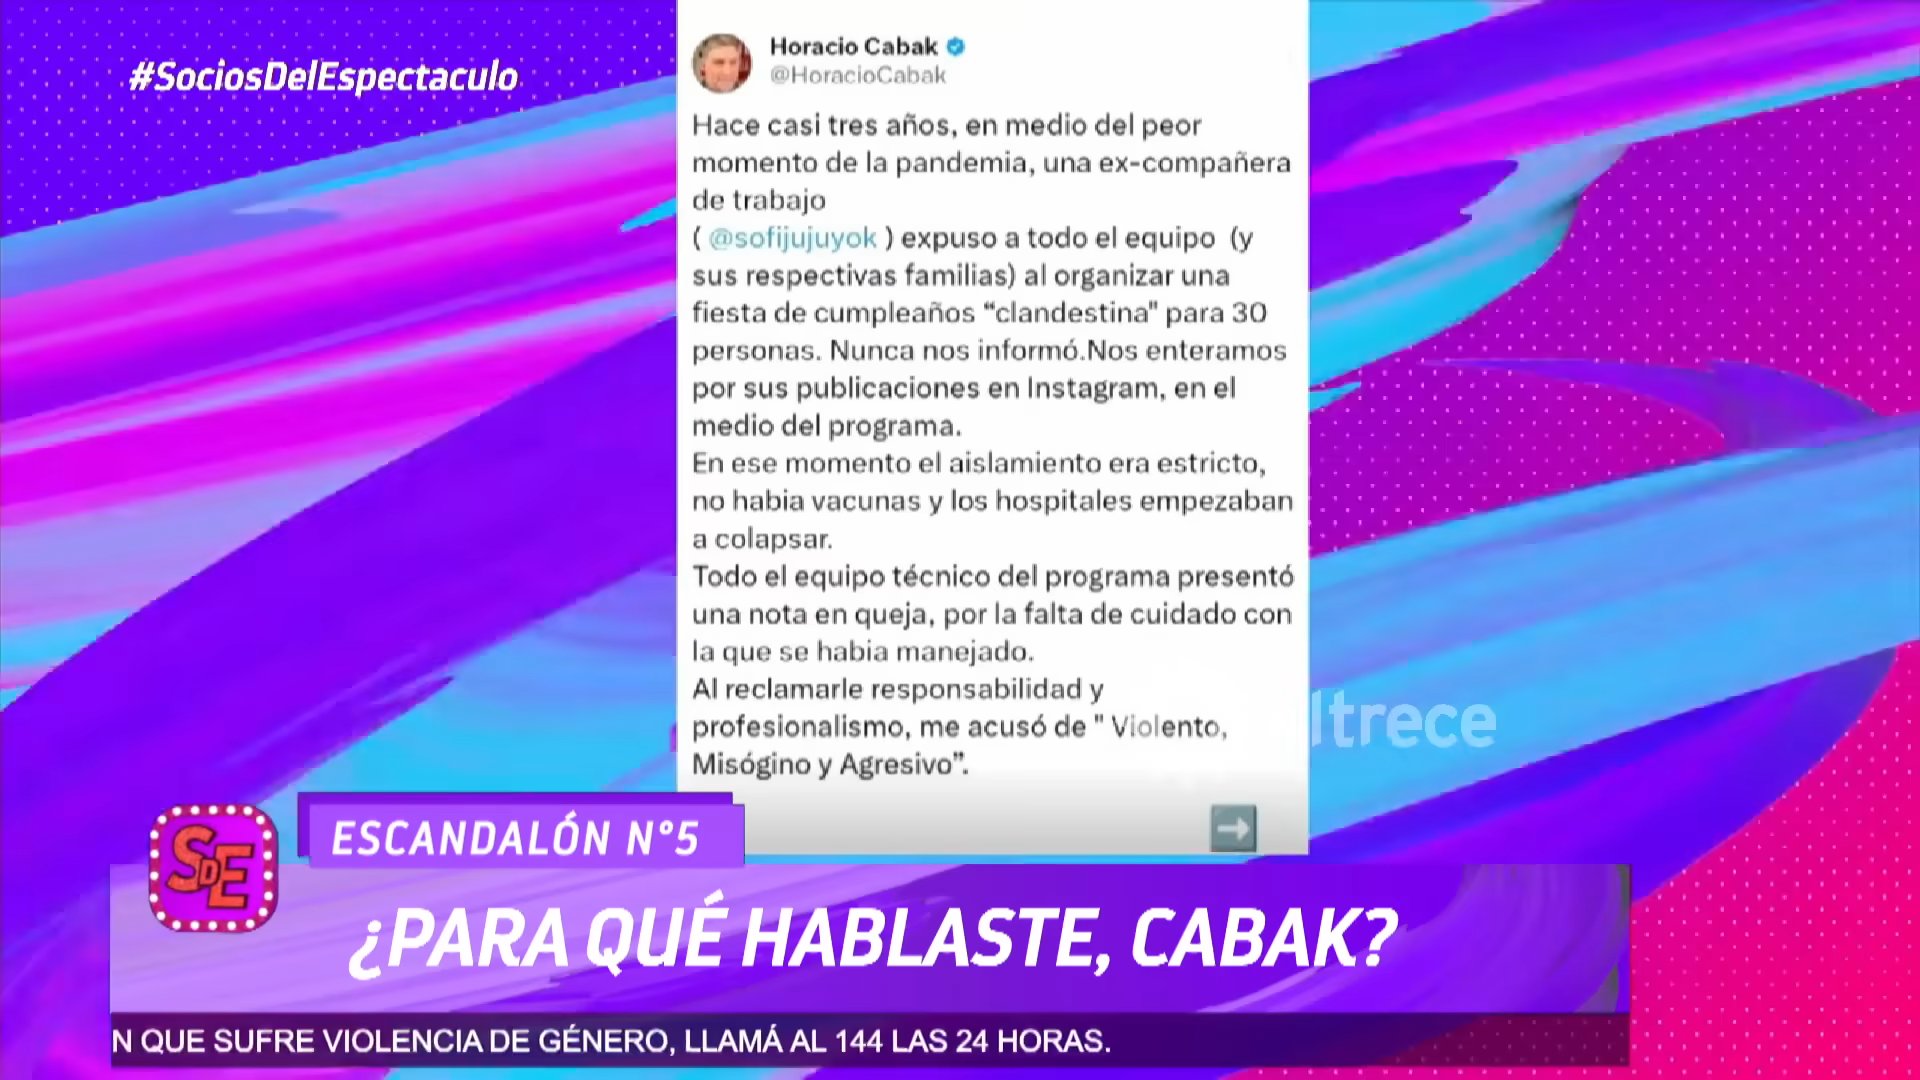 #SociosDelEspectaculo
Horacio Cabak
@HoracioCabak
Hace casi tres años, en medio del peor
momento de la pandemia, una ex-compañera
de trabajo
( @sofijujuyok ) expuso a todo el equipo (y
sus respectivas familias) al organizar una
fiesta de cumpleaños “clandestina" para 30
personas. Nunca nos informó.Nos enteramos
por sus publicaciones en Instagram, en el
medio del programa.
En ese momento el aislamiento era estricto,
no habia vacunas y los hospitales empezaban
a colapsar.
Todo el equipo técnico del programa presentó
una nota en queja, por la falta de cuidado con
la que se habia manejado.
Al reclamarle responsabilidad y
profesionalismo, me acusó de " Violento,
Misógino y Agresivo”.
eltrece
SDE
ESCANDALÓN N°5
¿PARA QUÉ HABLASTE, CABAK?
N QUE SUFRE VIOLENCIA DE GÉNERO, LLAMÁ AL 144 LAS 24 HORAS.